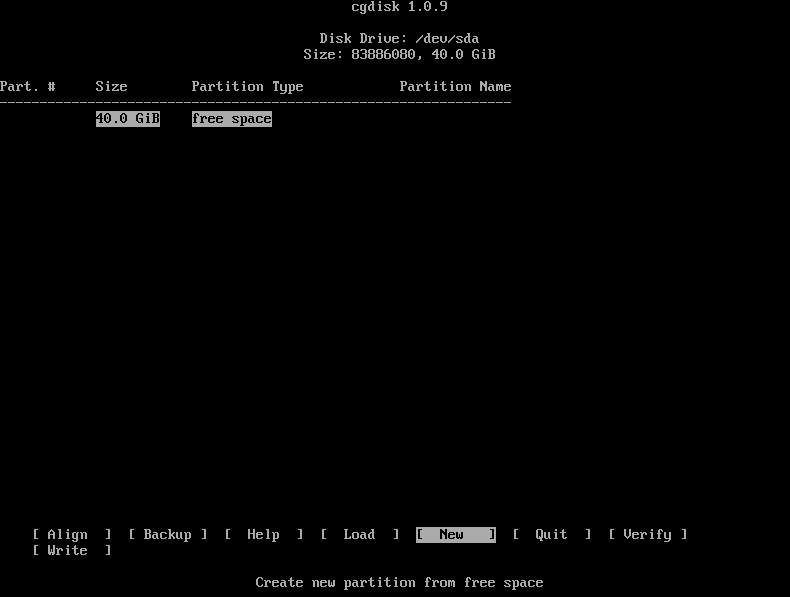 cgdisk 1.0.9
Disk Drive: /dev/sda
Size: 83886080, 40.0 GiB
Part. #     Size        Partition Type            Partition Name
----------------------------------------------------------------
40.0 GiB    free space
[ Align  ]  [ Backup ]  [  Help  ]  [  Load  ]  [  New   ]  [  Quit  ]  [ Verify ]
[ Write  ]
Create new partition from free space